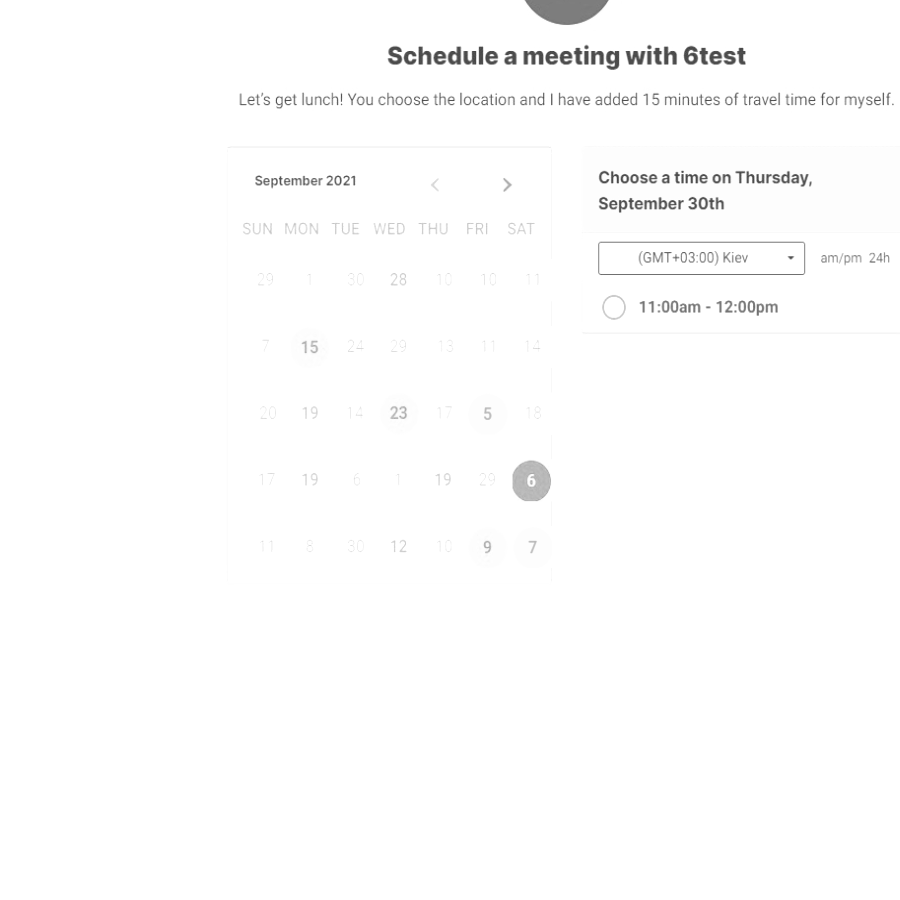 Schedule a meeting with 6test
Let's get lunch! You choose the location and I have added 15 minutes of travel time for myself.
September 2021
SUN MON TUE WED THU FRI SAT
29 1 30 28 10 10 11
7 15 24 29 13 11 14
20 19 14 23 17 5 18
17 19 6 1 19 29 6
11 8 30 12 10 9 7
Choose a time on Thursday,
September 30th
(GMT+03:00) Kiev am/pm 24h
11:00am - 12:00pm